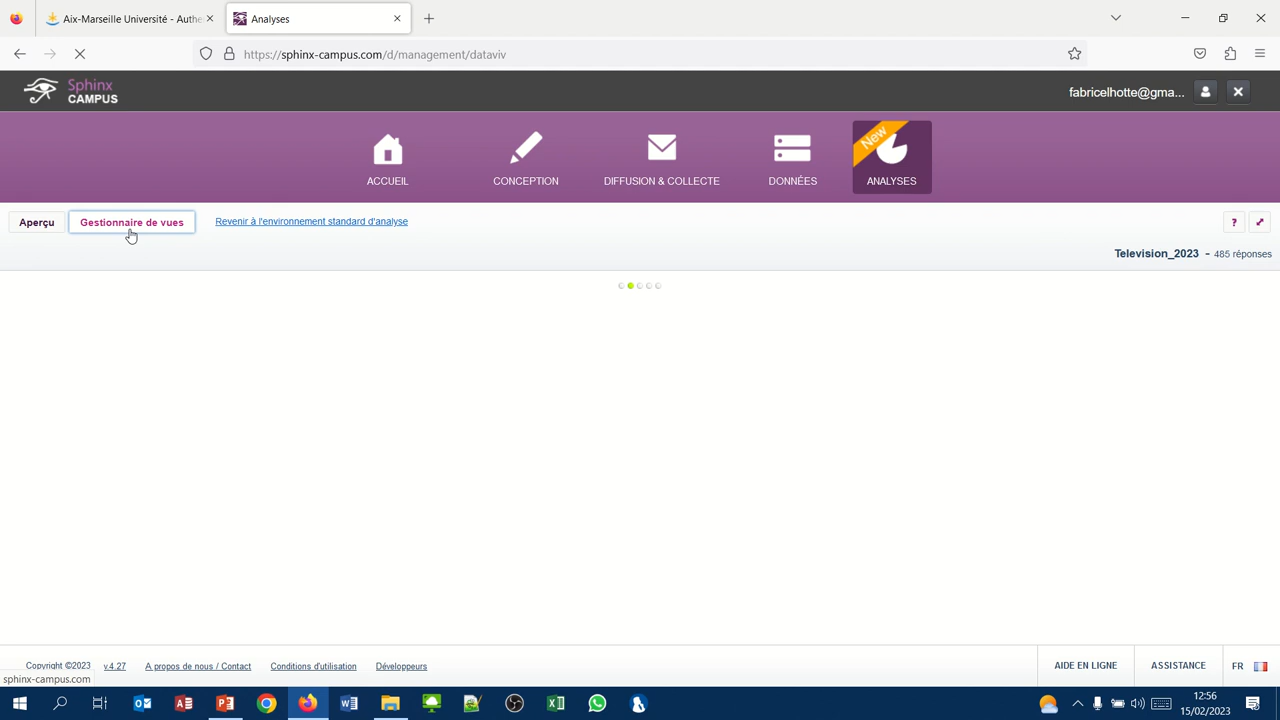 Aix-Marseille Université - Authe
Analyses
https://sphinx-campus.com/d/management/dataviv
Sphinx
CAMPUS
fabricelhotte@gma...
New
ACCUEIL
CONCEPTION
DIFFUSION & COLLECTE
DONNÉES
ANALYSES
Aperçu
Gestionnaire de vues
Revenir à l'environnement standard d'analyse
?
Television_2023 - 485 réponses
Copyright ©2023
v.4.27
A propos de nous / Contact
Conditions d'utilisation
Développeurs
AIDE EN LIGNE
ASSISTANCE
FR
sphinx-campus.com
12:56
15/02/2023